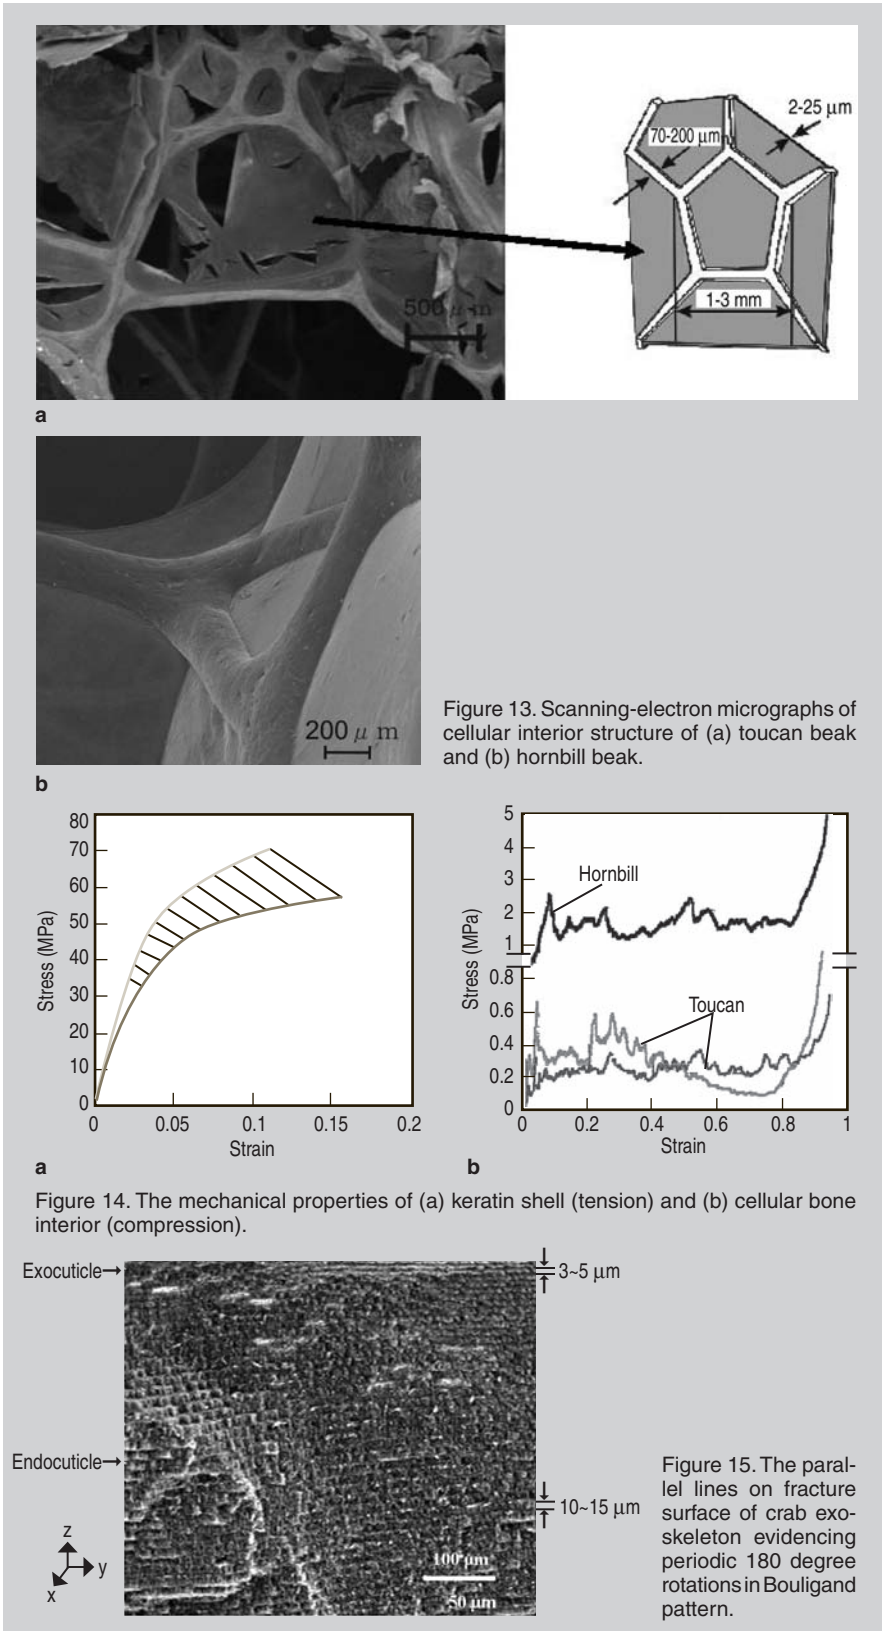 2-25 μm
70-200 μm
500 μ m
1-3 mm
a
200 μ m
b
Figure 13. Scanning-electron micrographs of
cellular interior structure of (a) toucan beak
and (b) hornbill beak.
80
70
60
50
40
30
20
10
0
Stress (MPa)
0
0.05
0.1
0.15
0.2
Strain
a
5
4
3
2
1
0.8
0.6
0.4
0.2
0
Stress (MPa)
Hornbill
Toucan
0
0.2
0.4
0.6
0.8
1
Strain
b
Figure 14. The mechanical properties of (a) keratin shell (tension) and (b) cellular bone
interior (compression).
Exocuticle
3~5 μm
Endocuticle
10~15 μm
z
y
x
100 μm
50 μm
Figure 15. The paral-
lel lines on fracture
surface of crab exo-
skeleton evidencing
periodic 180 degree
rotations in Bouligand
pattern.